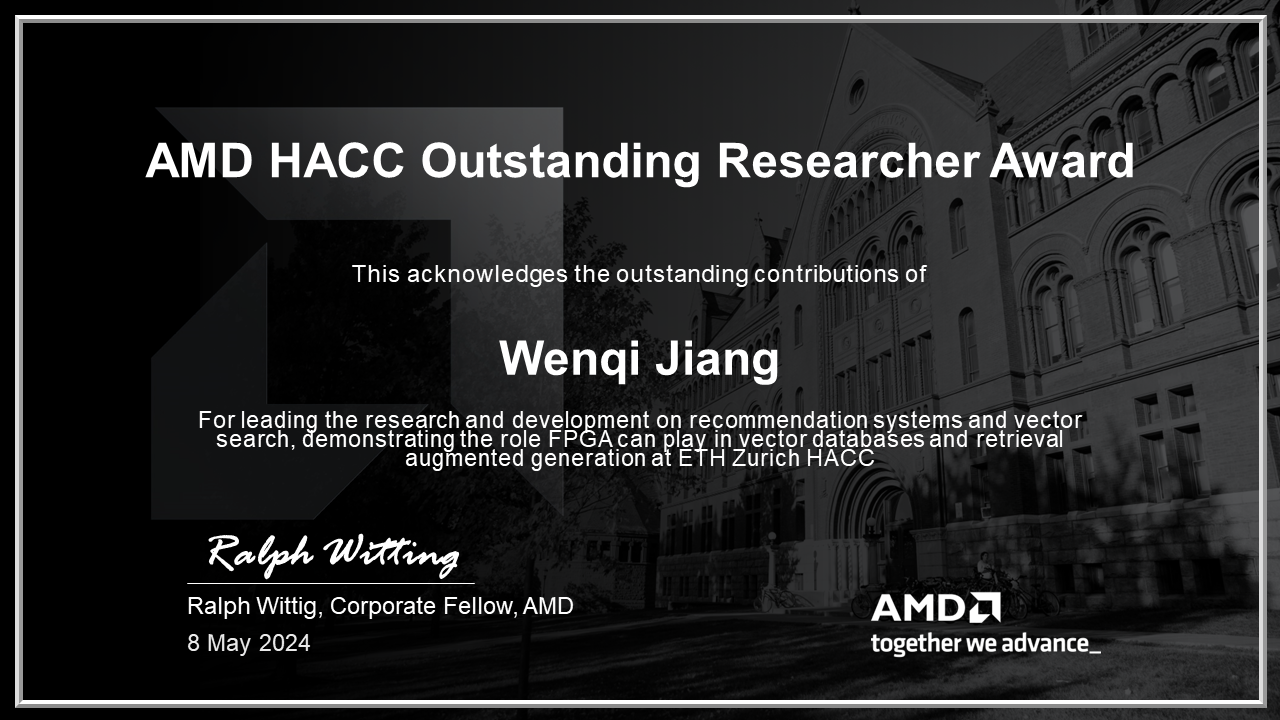 AMD HACC Outstanding Researcher Award
This acknowledges the outstanding contributions of
Wenqi Jiang
For leading the research and development on recommendation systems and vector
search, demonstrating the role FPGA can play in vector databases and retrieval
augmented generation at ETH Zurich HACC
Ralph Witting
Ralph Wittig, Corporate Fellow, AMD
8 May 2024
AMD
together we advance_